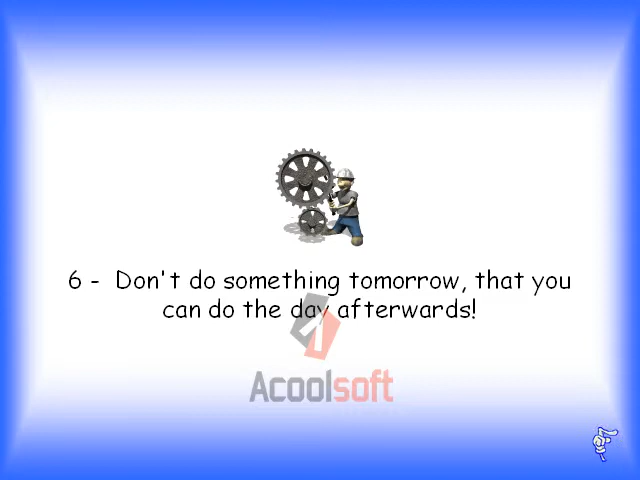 6 -  Don't do something tomorrow, that you
can do the day afterwards!
Acoolsoft